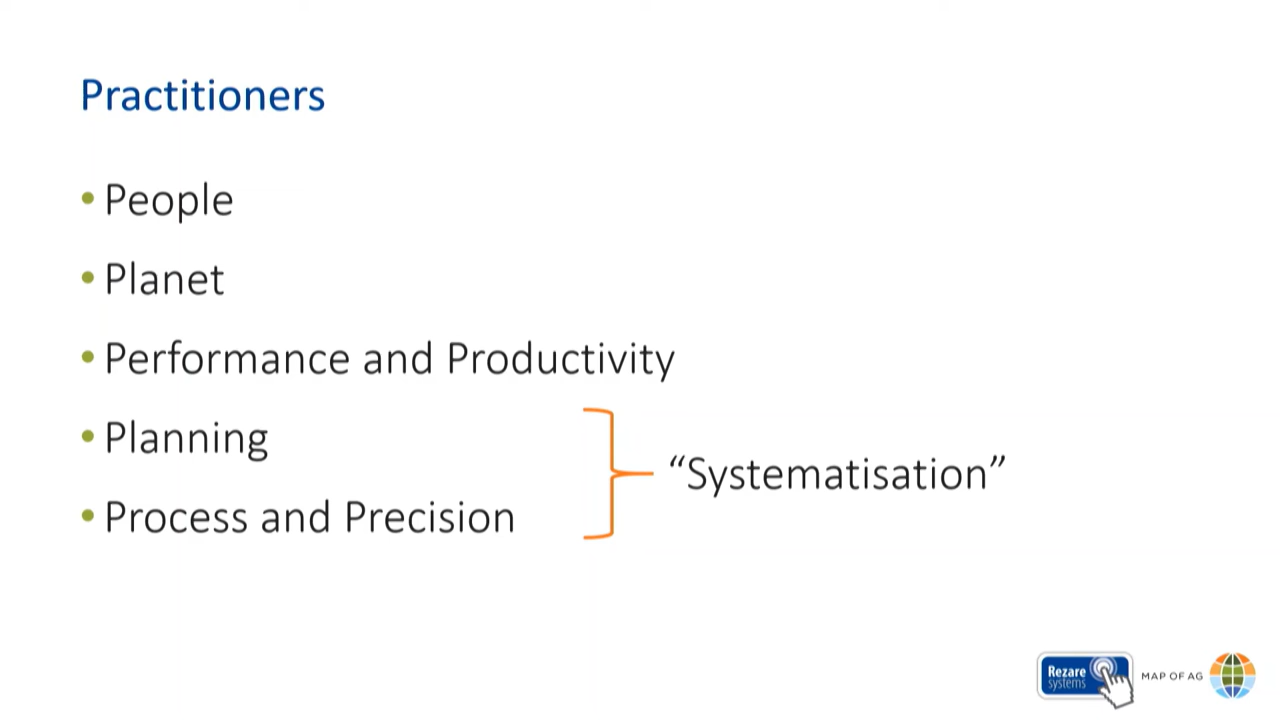 Practitioners
• People
• Planet
• Performance and Productivity
• Planning
• Process and Precision
“Systematisation”
Rezare
systems
MAP OF AG